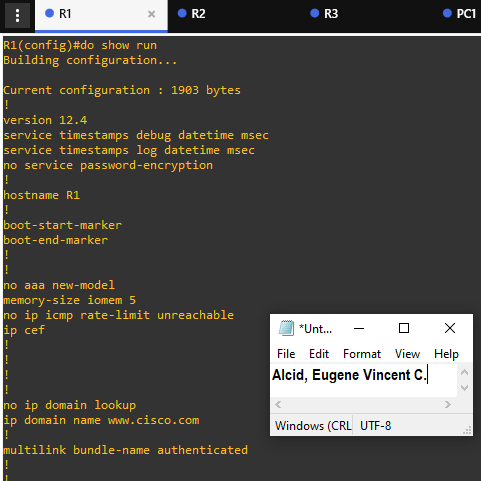 R1
R2
R3
PC1
R1(config)#do show run
Building configuration...
Current configuration : 1903 bytes
!
version 12.4
service timestamps debug datetime msec
service timestamps log datetime msec
no service password-encryption
!
hostname R1
!
boot-start-marker
boot-end-marker
!
!
no aaa new-model
memory-size iomem 5
no ip icmp rate-limit unreachable
ip cef
!
!
!
!
no ip domain lookup
ip domain name www.cisco.com
!
multilink bundle-name authenticated
!
!
*Unt...
File Edit Format View Help
Alcid, Eugene Vincent C.
Windows (CRL UTF-8